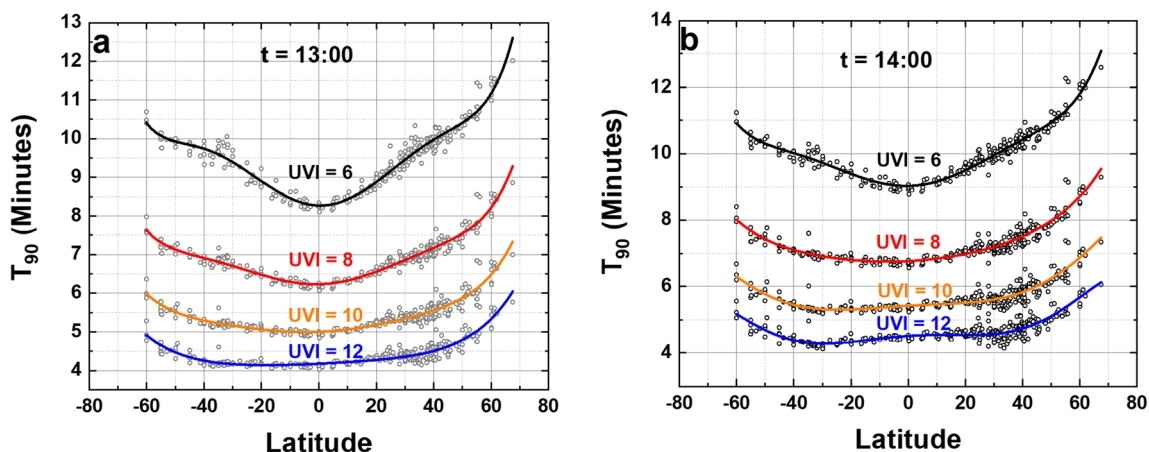 a
t = 13:00
13
12
11
10
9
8
7
6
5
4
T90 (Minutes)
UVI = 6
UVI = 8
UVI = 10
UVI = 12
-80 -60 -40 -20 0 20 40 60 80
Latitude
b
t = 14:00
14
12
10
8
6
4
T90 (Minutes)
UVI = 6
UVI = 8
UVI = 10
UVI = 12
-80 -60 -40 -20 0 20 40 60 80
Latitude